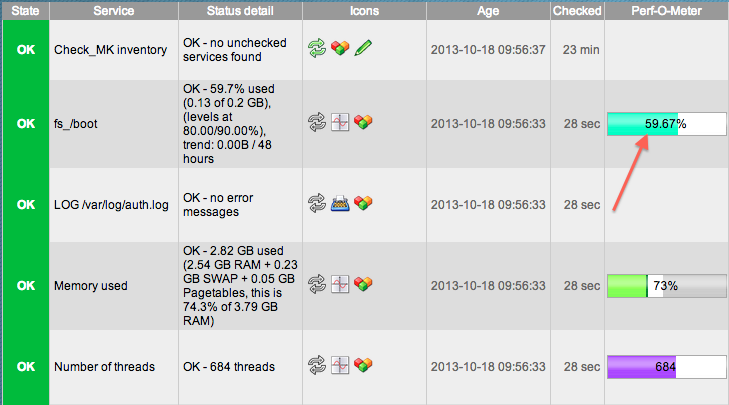 State Service Status detail Icons Age Checked Perf-O-Meter
OK Check_MK inventory OK - no unchecked services found 2013-10-18 09:56:37 23 min
OK fs_/boot OK - 59.7% used (0.13 of 0.2 GB), (levels at 80.00/90.00%), trend: 0.00B / 48 hours 2013-10-18 09:56:33 28 sec 59.67%
OK LOG /var/log/auth.log OK - no error messages 2013-10-18 09:56:33 28 sec
OK Memory used OK - 2.82 GB used (2.54 GB RAM + 0.23 GB SWAP + 0.05 GB Pagetables, this is 74.3% of 3.79 GB RAM) 2013-10-18 09:56:33 28 sec 73%
OK Number of threads OK - 684 threads 2013-10-18 09:56:33 28 sec 684